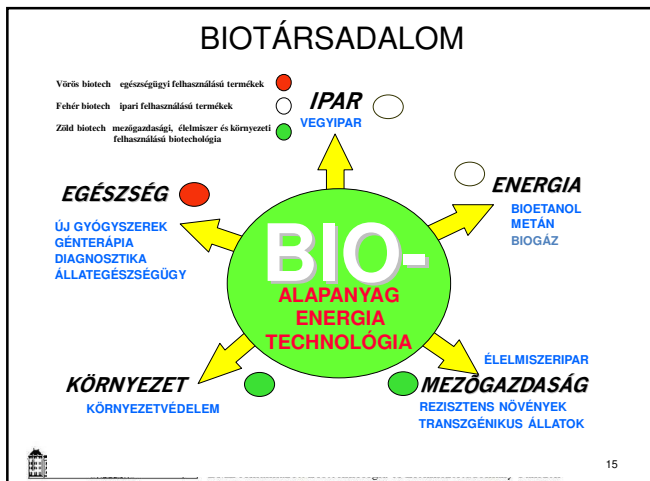 BIOTÁRSADALOM
Vörös biotech egészségügyi felhasználású termékek
Fehér biotech ipari felhasználású termékek
Zöld biotech mezőgazdasági, élelmiszer és környezeti
felhasználású biotechológia
IPAR
VEGYIPAR
ENERGIA
BIOETANOL
METÁN
BIOGÁZ
EGÉSZSÉG
ÚJ GYÓGYSZEREK
GÉNTERÁPIA
DIAGNOSZTIKA
ÁLLATEGÉSZSÉGÜGY
BIO-
ALAPANYAG
ENERGIA
TECHNOLÓGIA
ÉLELMISZERIPAR
KÖRNYEZET
KÖRNYEZETVÉDELEM
MEZŐGAZDASÁG
REZISZTENS NÖVÉNYEK
TRANSZGÉNIKUS ÁLLATOK
15